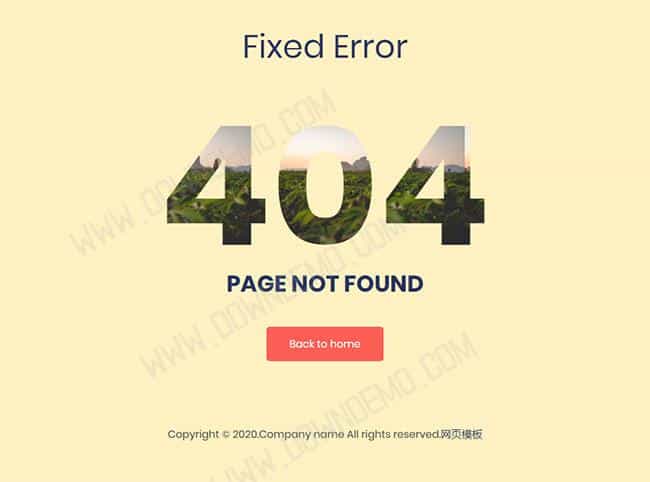 Fixed Error
WWW.DOWNDEMO.COM
404
PAGE NOT FOUND
WWW.DOWNDEMO.COM
Back to home
WWW.DOWNDEMO.COM
Copyright © 2020.Company name All rights reserved.网页模板